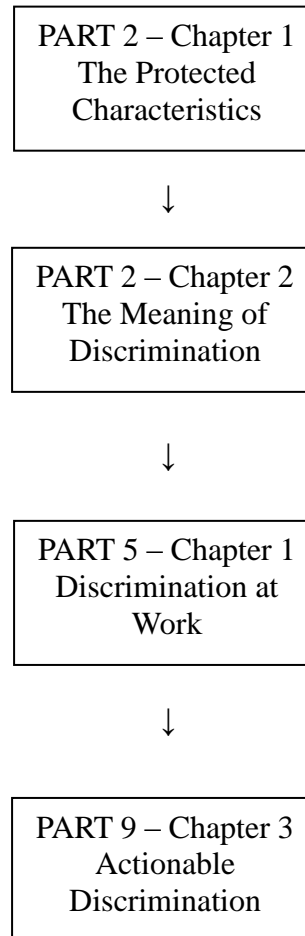 PART 2 – Chapter 1
The Protected
Characteristics
↓
PART 2 – Chapter 2
The Meaning of
Discrimination
↓
PART 5 – Chapter 1
Discrimination at
Work
↓
PART 9 – Chapter 3
Actionable
Discrimination